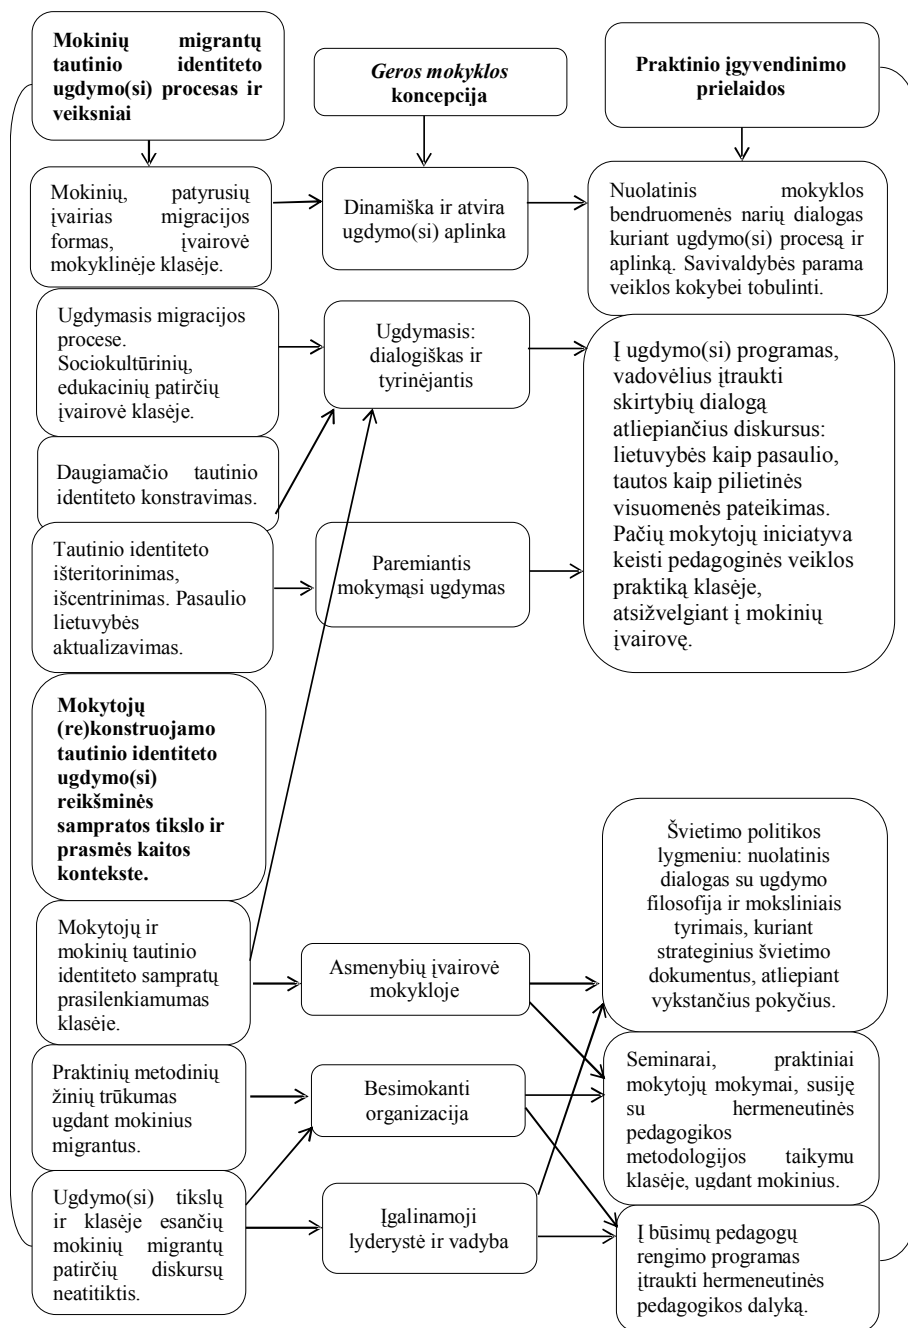 Mokinių migrantų
tautinio identiteto
ugdymo(si) procesas ir
veiksniai
Geros mokyklos
koncepcija
Praktinio įgyvendinimo
prielaidos
Mokinių, patyrusių
įvairias migracijos
formas, įvairovė
mokyklinėje klasėje.
Dinamiška ir atvira
ugdymo(si) aplinka
Nuolatinis mokyklos
bendruomenės narių dialogas
kuriant ugdymo(si) procesą ir
aplinką. Savivaldybės parama
veiklos kokybei tobulinti.
Ugdymasis migracijos
procese.
Sociokultūrinių,
edukacinių patirčių
įvairovė klasėje.
Ugdymasis:
dialogiškas ir
tyrinėjantis
Į ugdymo(si) programas,
vadovėlius įtraukti
skirtybių dialogą
atliepiančius diskursus:
lietuvybės kaip pasaulio,
tautos kaip pilietinės
visuomenės pateikimas.
Pačių mokytojų iniciatyva
keisti pedagoginės veiklos
praktiką klasėje,
atsižvelgiant į mokinių
įvairovę.
Daugiamačio tautinio
identiteto konstravimas.
Tautinio identiteto
išteritorinimas,
išcentrinimas. Pasaulio
lietuvybės
aktualizavimas.
Paremiantis
mokymąsi ugdymas
Mokytojų
(re)konstruojamo
tautinio identiteto
ugdymo(si)
reikšminės
sampratos tikslo ir
prasmės kaitos
kontekste.
Švietimo politikos
lygmeniu: nuolatinis
dialogas su ugdymo
filosofija ir moksliniais
tyrimais, kuriant
strateginius švietimo
dokumentus, atliepiant
vykstančius pokyčius.
Mokytojų ir
mokinių tautinio
identiteto sampratų
prasilenkiamumas
klasėje.
Asmenybių įvairovė
mokykloje
Praktinių metodinių
žinių trūkumas
ugdant mokinius
migrantus.
Besimokanti
organizacija
Seminarai, praktiniai
mokytojų mokymai, susiję
su hermeneutinės
pedagogikos
metodologijos taikymu
klasėje, ugdant mokinius.
Ugdymo(si) tikslų
ir klasėje esančių
mokinių migrantų
patirčių diskursų
neatitiktis.
Įgalinamoji
lyderystė ir vadyba
Į būsimų pedagogų
rengimo programas
įtraukti hermeneutinės
pedagogikos dalyką.